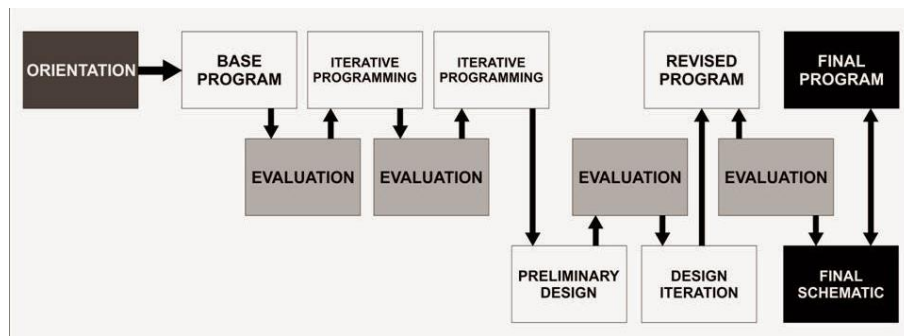 ORIENTATION
BASE
PROGRAM
ITERATIVE
PROGRAMMING
ITERATIVE
PROGRAMMING
REVISED
PROGRAM
FINAL
PROGRAM
EVALUATION
EVALUATION
EVALUATION
EVALUATION
PRELIMINARY
DESIGN
DESIGN
ITERATION
FINAL
SCHEMATIC